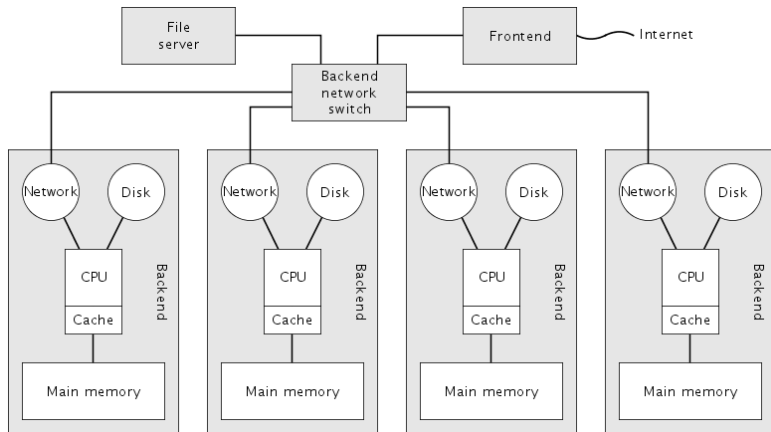 File
server
Frontend
Internet
Backend
network
switch
Network
Disk
CPU
Cache
Main memory
Backend
Network
Disk
CPU
Cache
Main memory
Backend
Network
Disk
CPU
Cache
Main memory
Backend
Network
Disk
CPU
Cache
Main memory
Backend